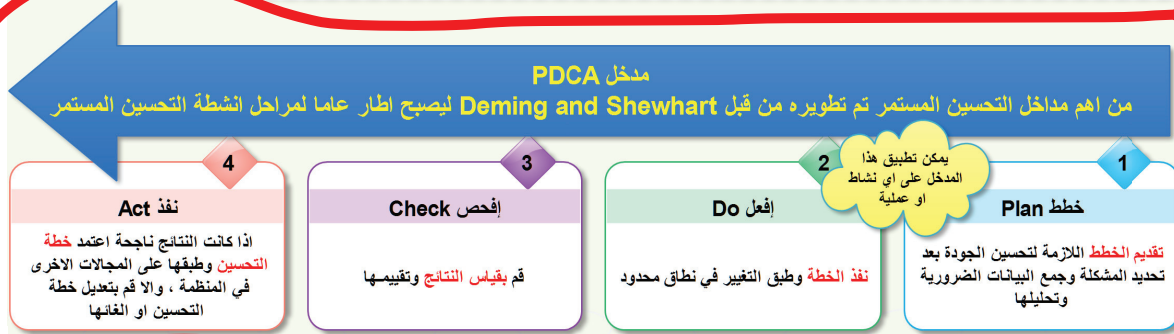 مدخل PDCA
من اهم مداخل التحسين المستمر تم تطويره من قبل Deming and Shewhart ليصبح اطار عاما لمراحل انشطة التحسين المستمر
يمكن تطبيق هذا
المدخل على اي نشاط
او عملية
1
خطط Plan
تقديم الخطط اللازمة لتحسين الجودة بعد
تحديد المشكلة وجمع البيانات الضرورية
وتحليلها
2
إفعل Do
نفذ الخطة وطبق التغيير في نطاق محدود
3
إفحص Check
قم بقياس النتائج وتقييمها
4
نفذ Act
اذا كانت النتائج ناجحة اعتمد خطة
التحسين وطبقها على المجالات الاخرى
في المنظمة ، والا قم بتعديل خطة
التحسين او الغائها